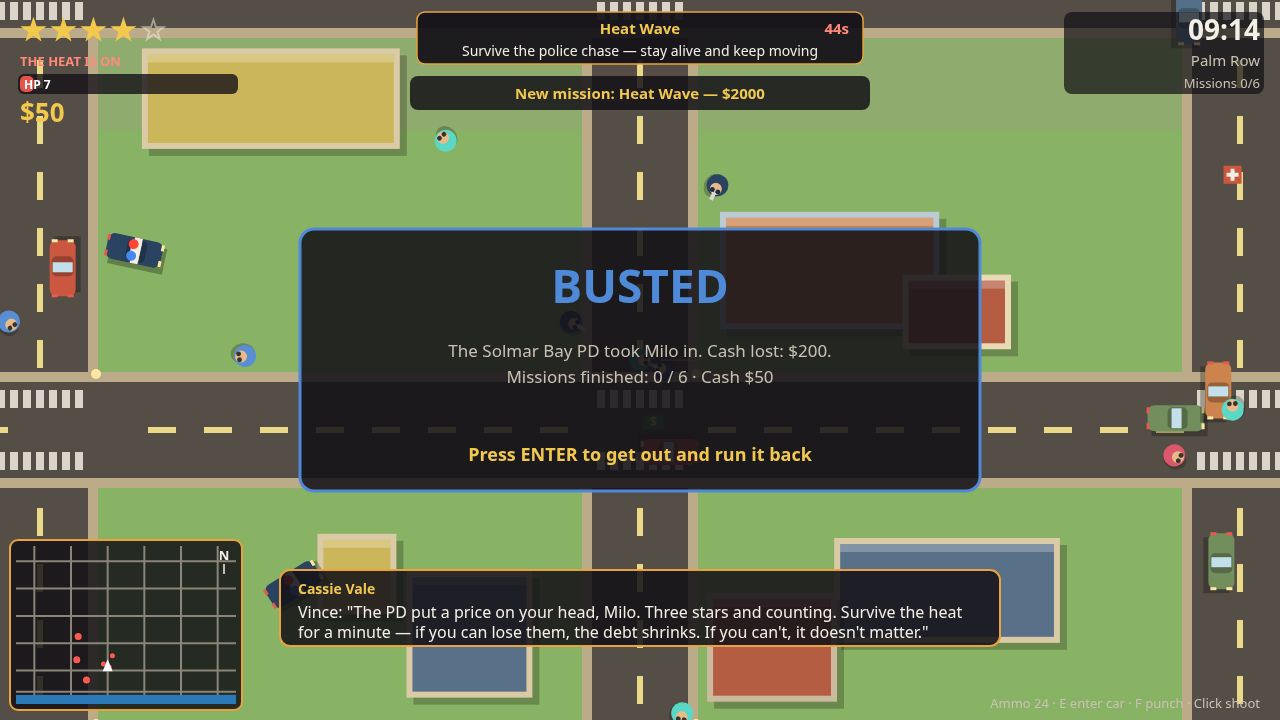 THE HEAT IS ON
HP 7
$50
Heat Wave 44s
Survive the police chase — stay alive and keep moving
New mission: Heat Wave — $2000
09:14
Palm Row
Missions 0/6
BUSTED
The Solmar Bay PD took Milo in. Cash lost: $200.
Missions finished: 0 / 6 · Cash $50
$
Press ENTER to get out and run it back
N
Cassie Vale
Vince: "The PD put a price on your head, Milo. Three stars and counting. Survive the heat
for a minute — if you can lose them, the debt shrinks. If you can't, it doesn't matter."
Ammo 24 · E enter car · F punch · Click shoot